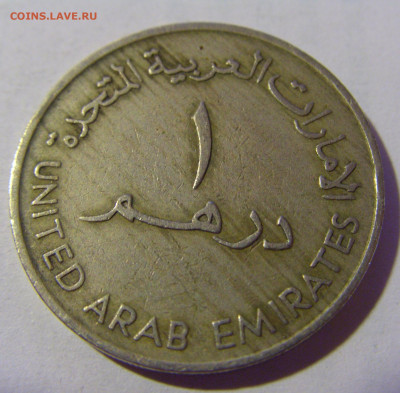 COINS.LAVE.RU
الامارات العربية المتحدة
١
درهم
UNITED ARAB EMIRATES